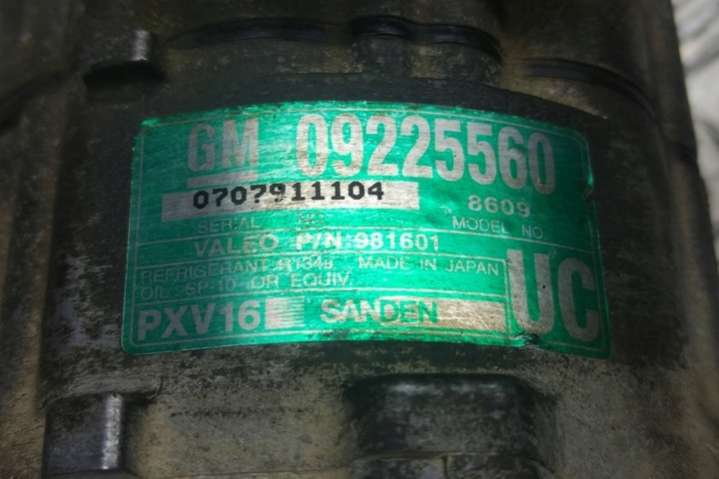 GM 09225560
0707911104 8609
SERIAL NO. MODEL NO
VALEO P/N:981601
REFRIGERANT:R134a MADE IN JAPAN
OIL SP-10 OR EQUIV.
PXV16 SANDEN UC